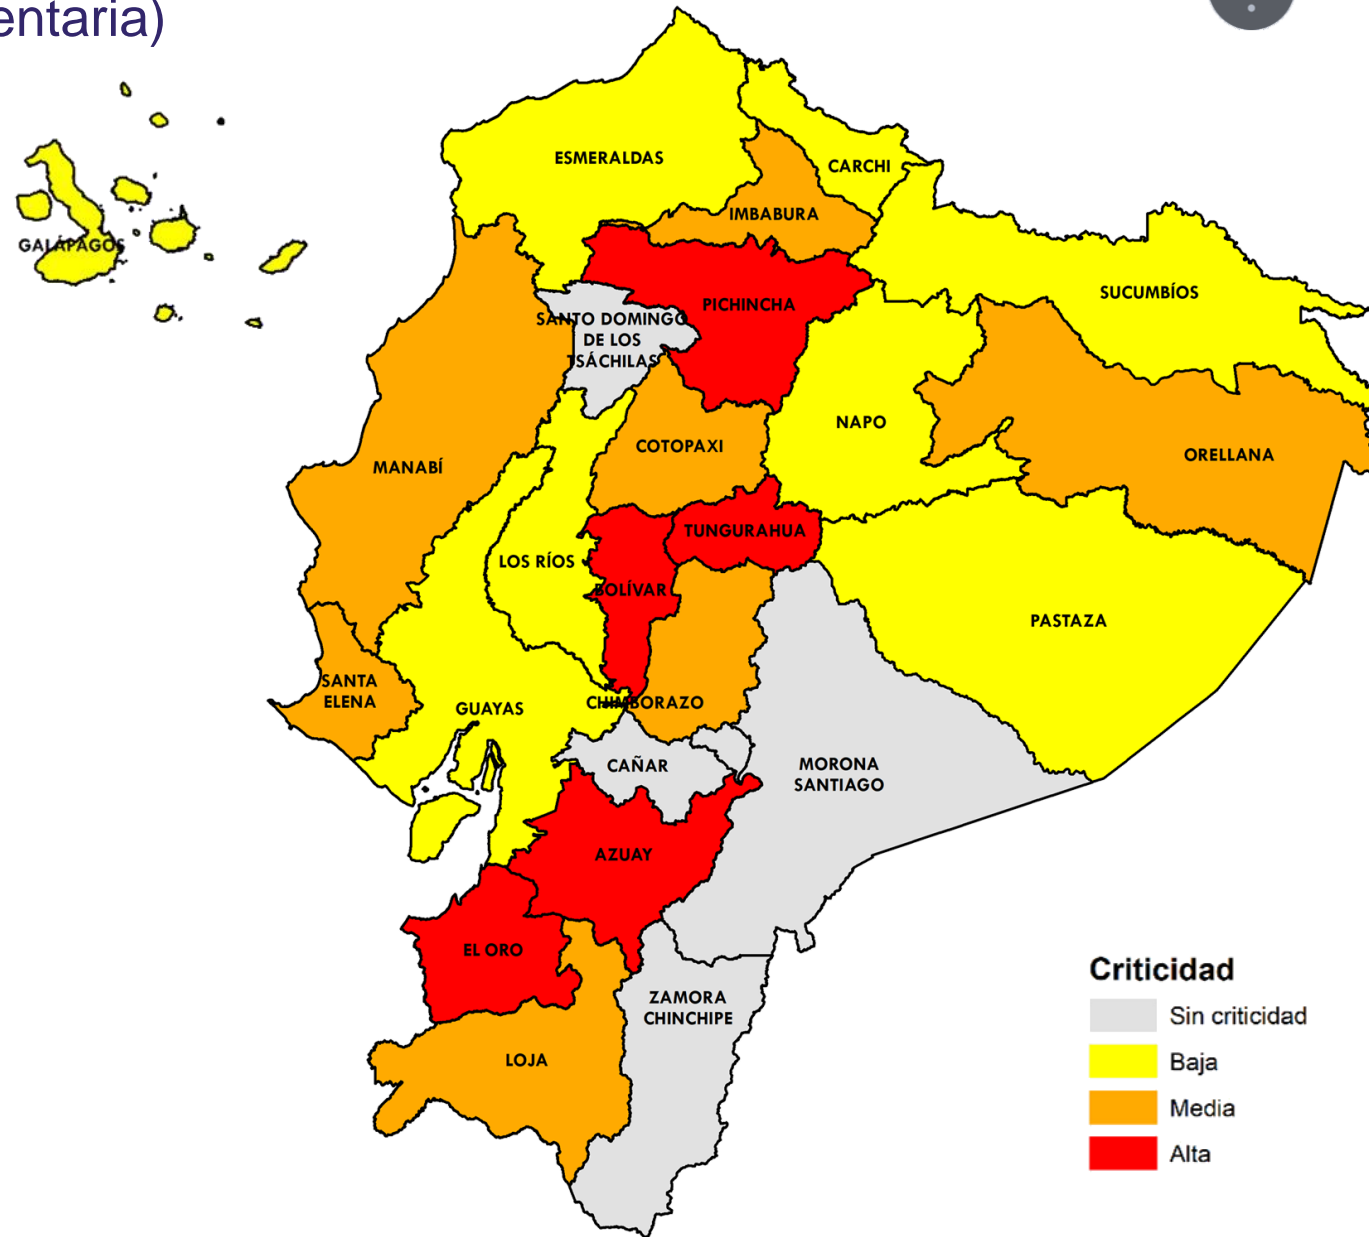 entaria)
ESMERALDAS
CARCHI
IMBABURA
GALÁPAGOS
SUCUMBÍOS
PICHINCHA
SANTO DOMINGO
DE LOS
TSÁCHILAS
NAPO
COTOPAXI
ORELLANA
MANABÍ
TUNGURAHUA
LOS RÍOS
BOLÍVAR
PASTAZA
SANTA
ELENA
GUAYAS
CHIMBORAZO
CAÑAR
MORONA
SANTIAGO
AZUAY
EL ORO
ZAMORA
CHINCHIPE
LOJA
Criticidad
Sin criticidad
Baja
Media
Alta